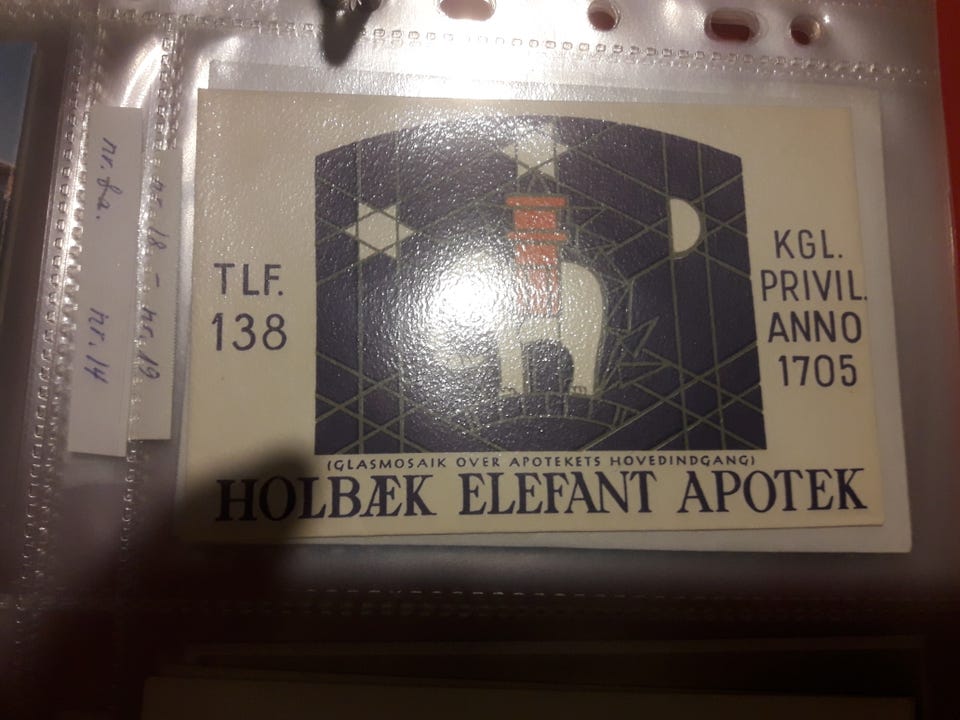 TLF.
138
KGL.
PRIVIL.
ANNO
1705
(GLASMOSAIK OVER APOTEKETS HOVEDINDGANG)
HOLBÆK ELEFANT APOTEK
nr. 18 - nr. 19
nr. 14